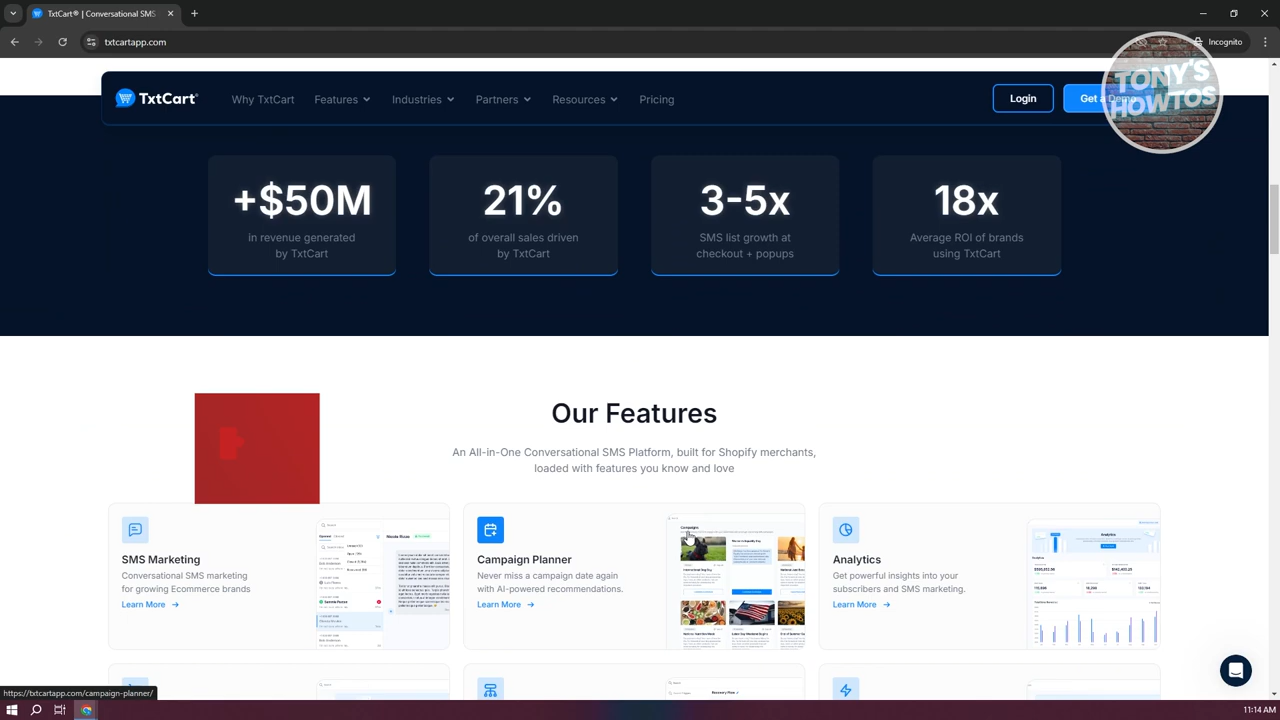 TxtCart® | Conversational SMS
txtcartapp.com
Incognito
TONY'S
HOWTOS
TxtCart®
Why TxtCart
Features
Industries
Partners
Resources
Pricing
Login
Get a Demo
+$50M
in revenue generated
by TxtCart
21%
of overall sales driven
by TxtCart
3-5x
SMS list growth at
checkout + popups
18x
Average ROI of brands
using TxtCart
Our Features
An All-in-One Conversational SMS Platform, built for Shopify merchants,
loaded with features you know and love
SMS Marketing
Conversational SMS marketing
for growing eCommerce brands.
Learn More →
Campaign Planner
Never miss a campaign date again
with AI-powered recommendations.
Learn More →
Campaigns
Analytics
Get powerful insights into your
brand and SMS marketing.
Learn More →
Analytics
Recovery Flow
https://txtcartapp.com/campaign-planner/
11:14 AM